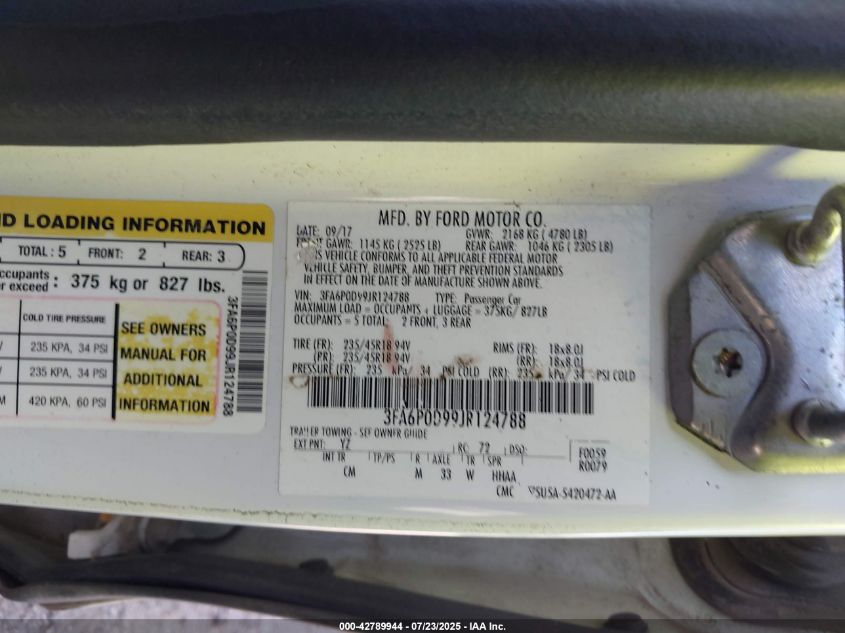 ND LOADING INFORMATION
TOTAL: 5 FRONT: 2 REAR: 3
occupants
er exceed : 375 kg or 827 lbs.
COLD TIRE PRESSURE
235 KPA, 34 PSI
235 KPA, 34 PSI
420 KPA, 60 PSI
SEE OWNERS
MANUAL FOR
ADDITIONAL
INFORMATION
3FA6P0D99JR124788
MFD. BY FORD MOTOR CO.
DATE: 09/17 GVWR: 2168 KG ( 4780 LB)
FRONT GAWR: 1145 KG ( 2525 LB) REAR GAWR: 1046 KG ( 2305 LB)
THIS VEHICLE CONFORMS TO ALL APPLICABLE FEDERAL MOTOR
VEHICLE SAFETY, BUMPER, AND THEFT PREVENTION STANDARDS
IN EFFECT ON THE DATE OF MANUFACTURE SHOWN ABOVE.
VIN: 3FA6P0D99JR124788 TYPE: Passenger Car
MAXIMUM LOAD = OCCUPANTS + LUGGAGE = 375KG/ 827LB
OCCUPANTS = 5 TOTAL: 2 FRONT, 3 REAR
TIRE (FR): 235/45R18 94V RIMS (FR): 18x8.0J
(RR): 235/45R18 94V (RR): 18x8.0J
PRESSURE (FR): 235 kPa/ 34 PSI COLD (RR): 235 kPa/ 34 PSI COLD
3FA6P0D99JR124788
TRAILER TOWING - SEE OWNER GUIDE
EXT PNT: YZ RC: 72 DSO: F0059
INT TR TP/PS R AXLE TR SPR R0079
CM M 33 W HHAA
CMC ▽5USA-5420472-AA
000-42789944 / 07/23/2025 - IAA Inc.